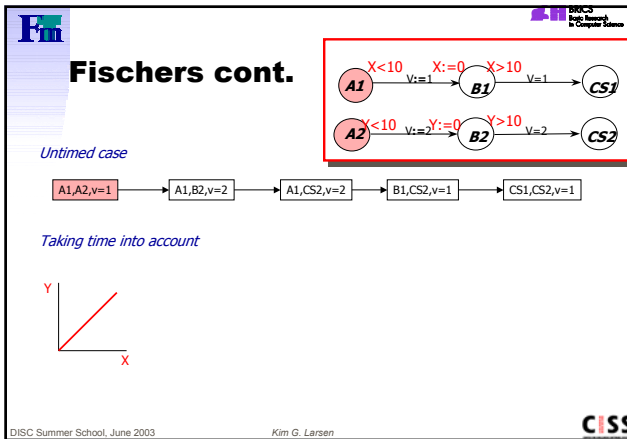 Fm
BRICS
Basic Research
in Computer Science
Fischers cont.
X<10 X:=0 X>10
A1 V:=1 B1 V=1 CS1
Y<10 Y:=0 Y>10
A2 V:=2 B2 V=2 CS2
Untimed case
A1,A2,v=1 A1,B2,v=2 A1,CS2,v=2 B1,CS2,v=1 CS1,CS2,v=1
Taking time into account
Y
X
DISC Summer School, June 2003 Kim G. Larsen CISS